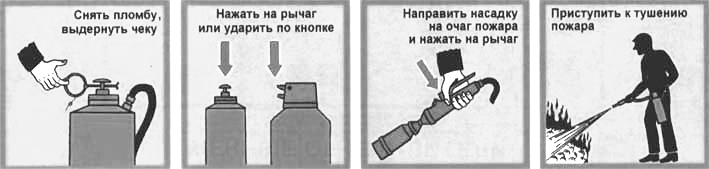 Снять пломбу,
выдернуть чеку
Нажать на рычаг
или ударить по кнопке
Направить насадку
на очаг пожара
и нажать на рычаг
Приступить к тушению
пожара